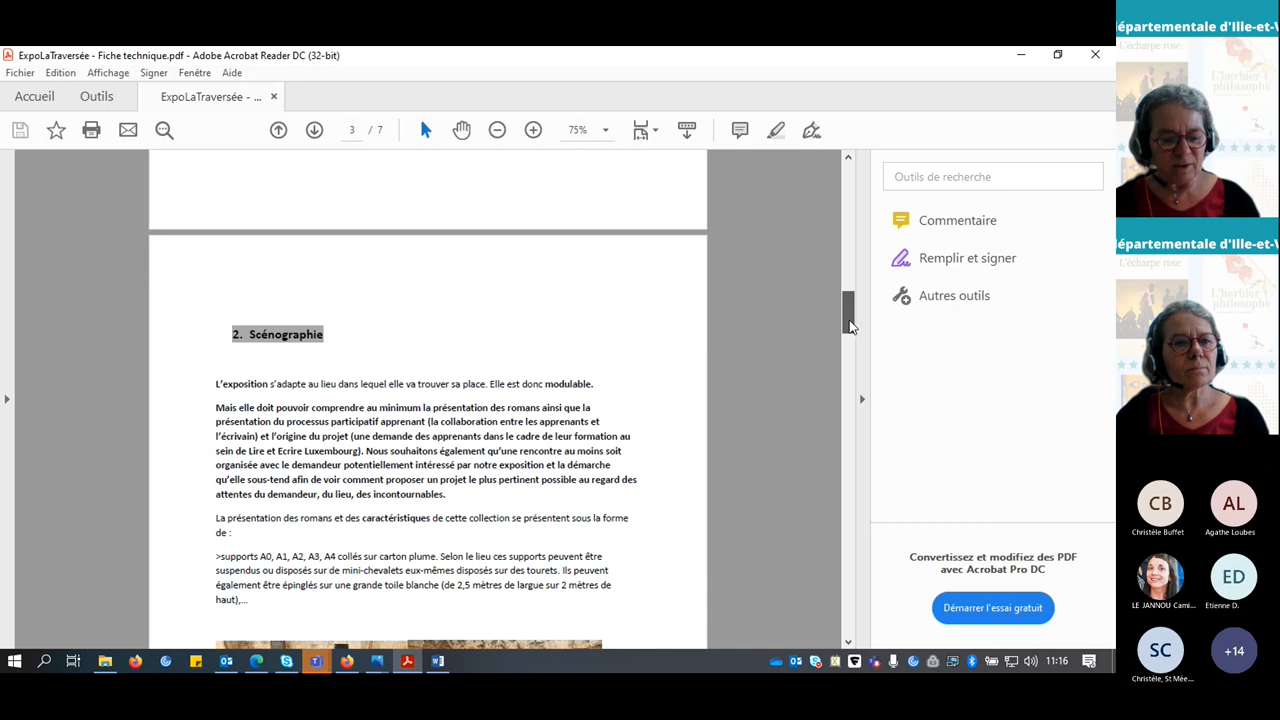 ExpoLaTraversée - Fiche technique.pdf - Adobe Acrobat Reader DC (32-bit)
Fichier Edition Affichage Signer Fenêtre Aide
Accueil Outils ExpoLaTraversée - ... ×
3 / 7 75%
2. Scénographie
L'exposition s'adapte au lieu dans lequel elle va trouver sa place. Elle est donc modulable.
Mais elle doit pouvoir comprendre au minimum la présentation des romans ainsi que la
présentation du processus participatif apprenant (la collaboration entre les apprenants et
l'écrivain) et l'origine du projet (une demande des apprenants dans le cadre de leur formation au
sein de Lire et Ecrire Luxembourg). Nous souhaitons également qu'une rencontre au moins soit
organisée avec le demandeur potentiellement intéressé par notre exposition et la démarche
qu'elle sous-tend afin de voir comment proposer un projet le plus pertinent possible au regard des
attentes du demandeur, du lieu, des incontournables.
La présentation des romans et des caractéristiques de cette collection se présentent sous la forme
de :
>supports A0, A1, A2, A3, A4 collés sur carton plume. Selon le lieu ces supports peuvent être
suspendus ou disposés sur de mini-chevalets eux-mêmes disposés sur des tourets. Ils peuvent
également être épinglés sur une grande toile blanche (de 2,5 mètres de largue sur 2 mètres de
haut),...
Outils de recherche
Commentaire
Remplir et signer
Autres outils
Convertissez et modifiez des PDF
avec Acrobat Pro DC
Démarrer l'essai gratuit
11:16
départementale d'Ille-et-V
L'écharpe rose
L'herbier
philosophe
départementale d'Ille-et-V
L'herbier
CB AL
Christèle Buffet Agathe Loubes
ED
LE JANNOU Cami... Etienne D.
SC +14
Christèle, St Mée...